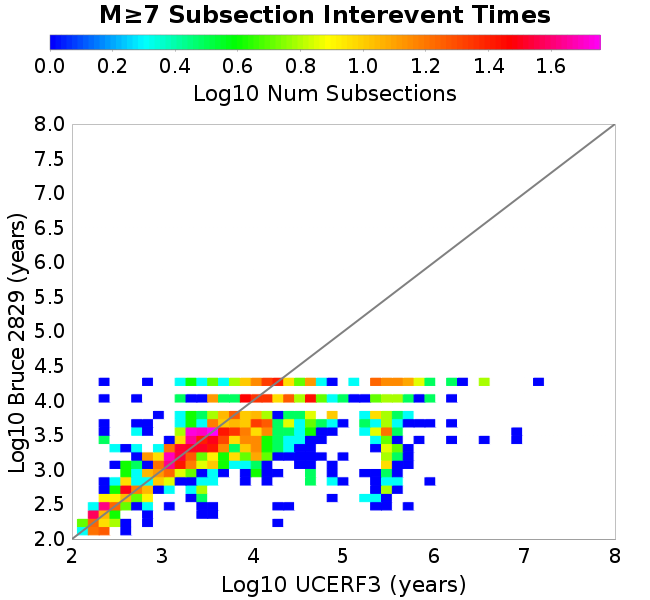 M≥7 Subsection Interevent Times
0.0 0.2 0.4 0.6 0.8 1.0 1.2 1.4 1.6
Log10 Num Subsections
Log10 Bruce 2829 (years)
8.0
7.5
7.0
6.5
6.0
5.5
5.0
4.5
4.0
3.5
3.0
2.5
2.0
2 3 4 5 6 7 8
Log10 UCERF3 (years)